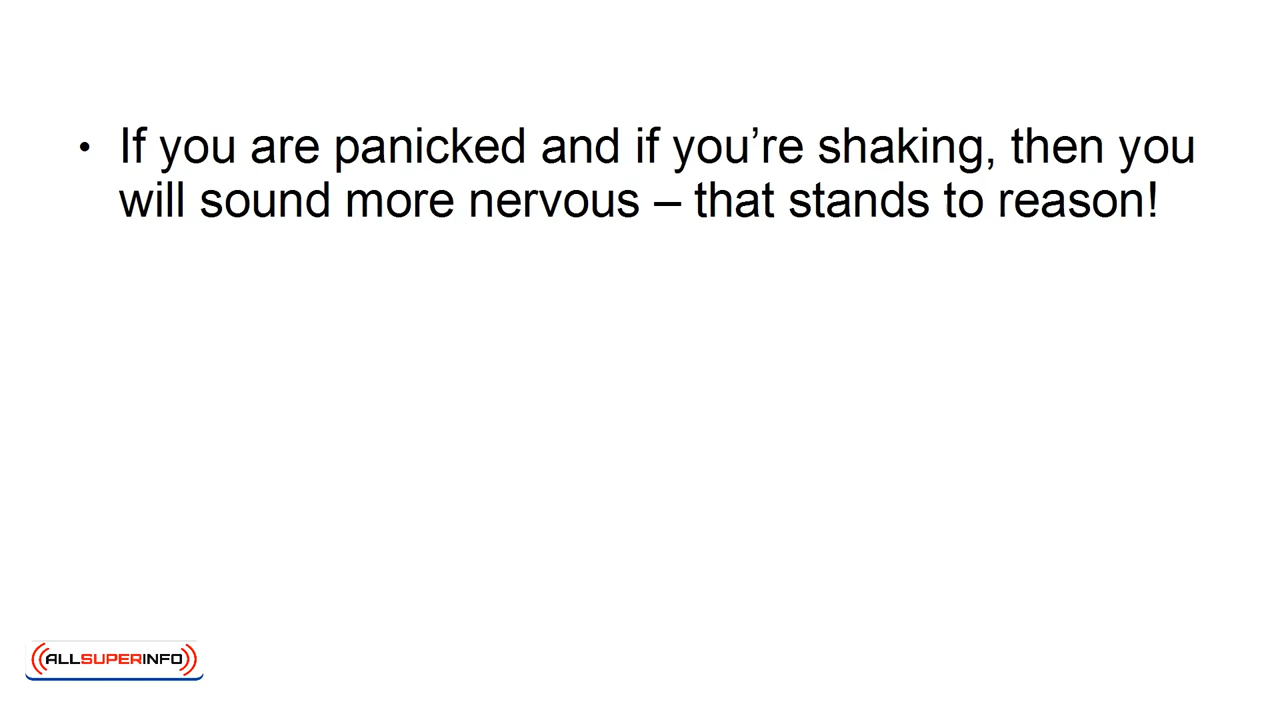 • If you are panicked and if you’re shaking, then you
will sound more nervous – that stands to reason!
ALLSUPERINFO